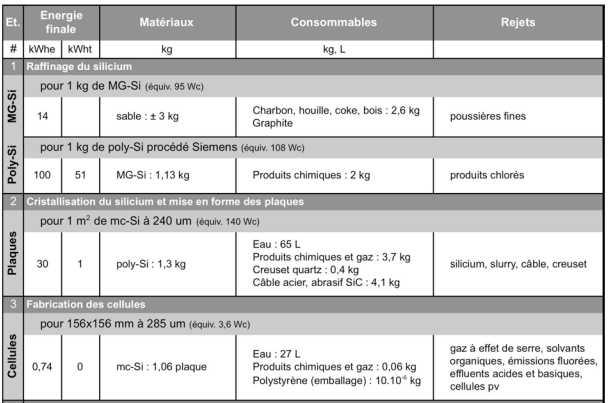 Et. Energie finale Matériaux Consommables Rejets
# kWhe kWht kg kg, L
1 Raffinage du silicium
MG-Si
pour 1 kg de MG-Si (équiv. 95 Wc)
14 sable : ± 3 kg Charbon, houille, coke, bois : 2,6 kg poussières fines
Graphite
Poly-Si
pour 1 kg de poly-Si procédé Siemens (équiv. 108 Wc)
100 51 MG-Si : 1,13 kg Produits chimiques : 2 kg produits chlorés
2 Cristallisation du silicium et mise en forme des plaques
Plaques
pour 1 m² de mc-Si à 240 um (équiv. 140 Wc)
30 1 poly-Si : 1,3 kg
Eau : 65 L
Produits chimiques et gaz : 3,7 kg
Creuset quartz : 0,4 kg
Câble acier, abrasif SiC : 4,1 kg
silicium, slurry, câble, creuset
3 Fabrication des cellules
Cellules
pour 156x156 mm à 285 um (équiv. 3,6 Wc)
0,74 0 mc-Si : 1,06 plaque
Eau : 27 L
Produits chimiques et gaz : 0,06 kg
Polystyrène (emballage) : 10.10⁻⁶ kg
gaz à effet de serre, solvants
organiques, émissions fluorées,
effluents acides et basiques,
cellules pv